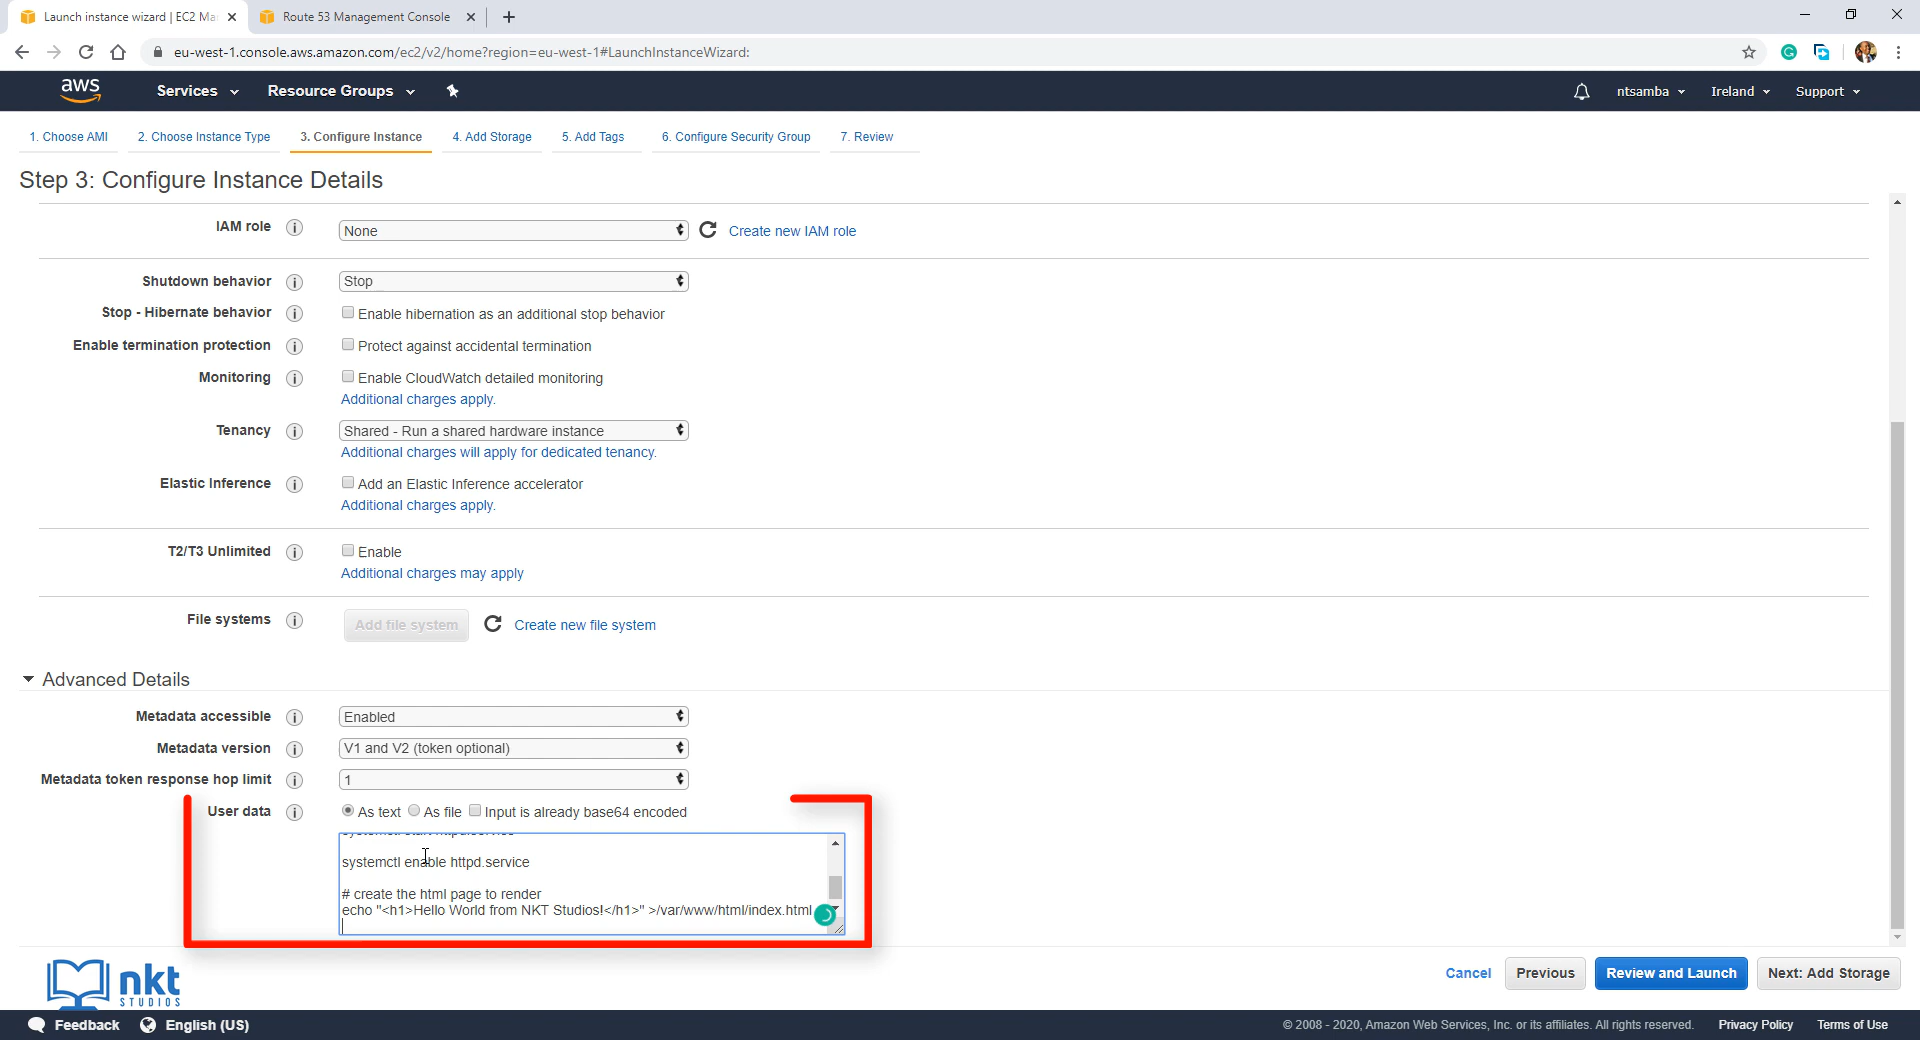 Launch instance wizard | EC2 Ma
Route 53 Management Console
eu-west-1.console.aws.amazon.com/ec2/v2/home?region=eu-west-1#LaunchInstanceWizard:
aws
Services
Resource Groups
ntsamba
Ireland
Support
1. Choose AMI
2. Choose Instance Type
3. Configure Instance
4. Add Storage
5. Add Tags
6. Configure Security Group
7. Review
Step 3: Configure Instance Details
IAM role
None
Create new IAM role
Shutdown behavior
Stop
Stop - Hibernate behavior
Enable hibernation as an additional stop behavior
Enable termination protection
Protect against accidental termination
Monitoring
Enable CloudWatch detailed monitoring
Additional charges apply.
Tenancy
Shared - Run a shared hardware instance
Additional charges will apply for dedicated tenancy.
Elastic Inference
Add an Elastic Inference accelerator
Additional charges apply.
T2/T3 Unlimited
Enable
Additional charges may apply
File systems
Add file system
Create new file system
Advanced Details
Metadata accessible
Enabled
Metadata version
V1 and V2 (token optional)
Metadata token response hop limit
1
User data
As text
As file
Input is already base64 encoded
systemctl enable httpd.service
# create the html page to render
echo "<h1>Hello World from NKT Studios!</h1>" >/var/www/html/index.html
nkt
STUDIOS
Cancel
Previous
Review and Launch
Next: Add Storage
Feedback
English (US)
© 2008 - 2020, Amazon Web Services, Inc. or its affiliates. All rights reserved.
Privacy Policy
Terms of Use